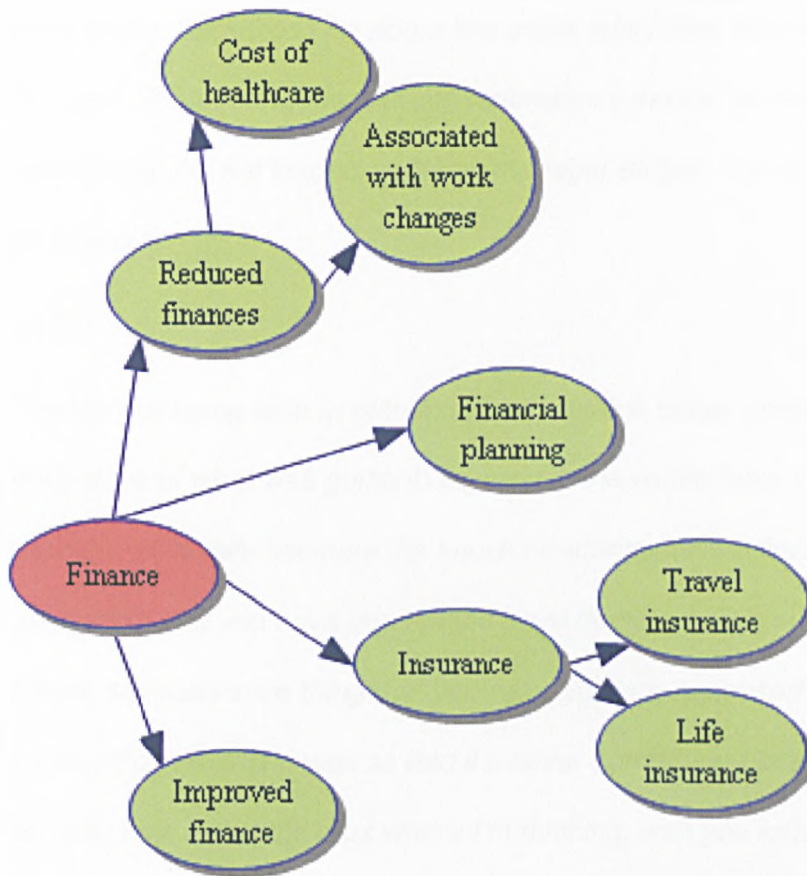 Cost of
healthcare
Associated
with work
changes
Reduced
finances
Financial
planning
Finance
Travel
insurance
Insurance
Life
insurance
Improved
finance